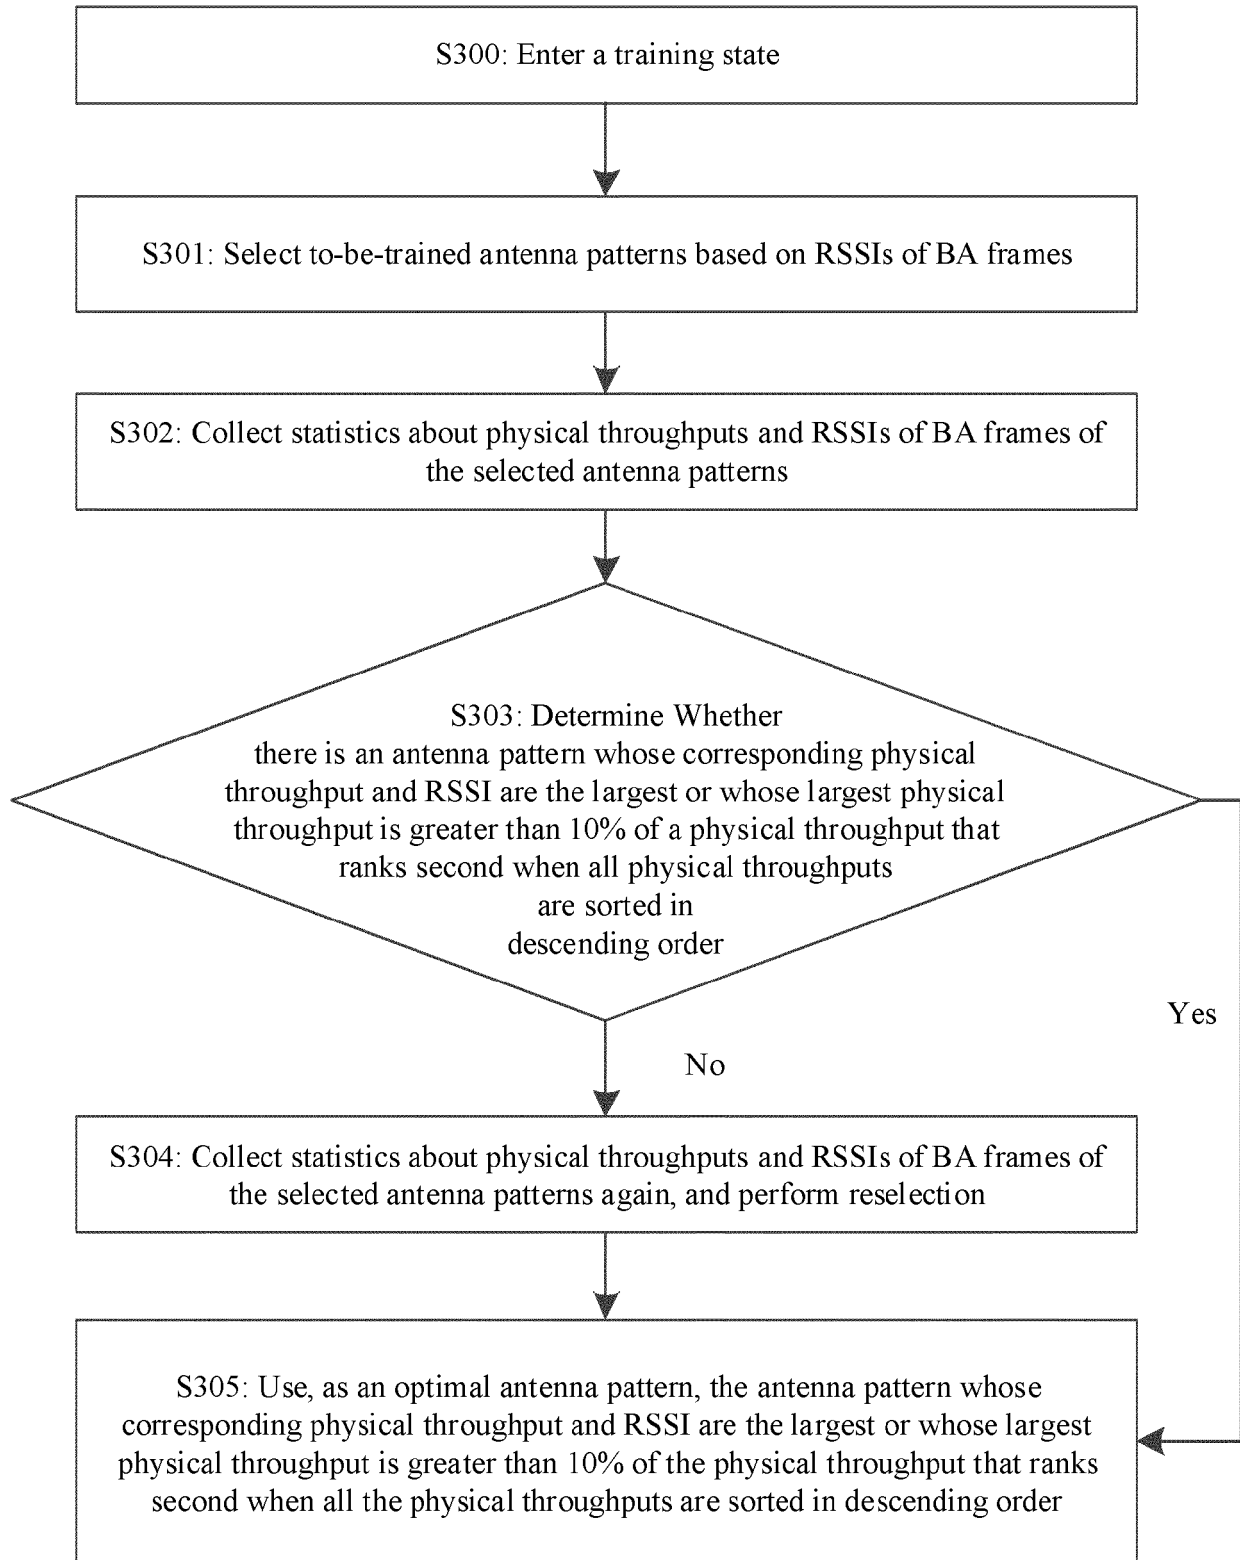 S300: Enter a training state
S301: Select to-be-trained antenna patterns based on RSSIs of BA frames
S302: Collect statistics about physical throughputs and RSSIs of BA frames of
the selected antenna patterns
S303: Determine Whether
there is an antenna pattern whose corresponding physical
throughput and RSSI are the largest or whose largest physical
throughput is greater than 10% of a physical throughput that
ranks second when all physical throughputs
are sorted in
descending order
Yes
No
S304: Collect statistics about physical throughputs and RSSIs of BA frames of
the selected antenna patterns again, and perform reselection
S305: Use, as an optimal antenna pattern, the antenna pattern whose
corresponding physical throughput and RSSI are the largest or whose largest
physical throughput is greater than 10% of the physical throughput that ranks
second when all the physical throughputs are sorted in descending order